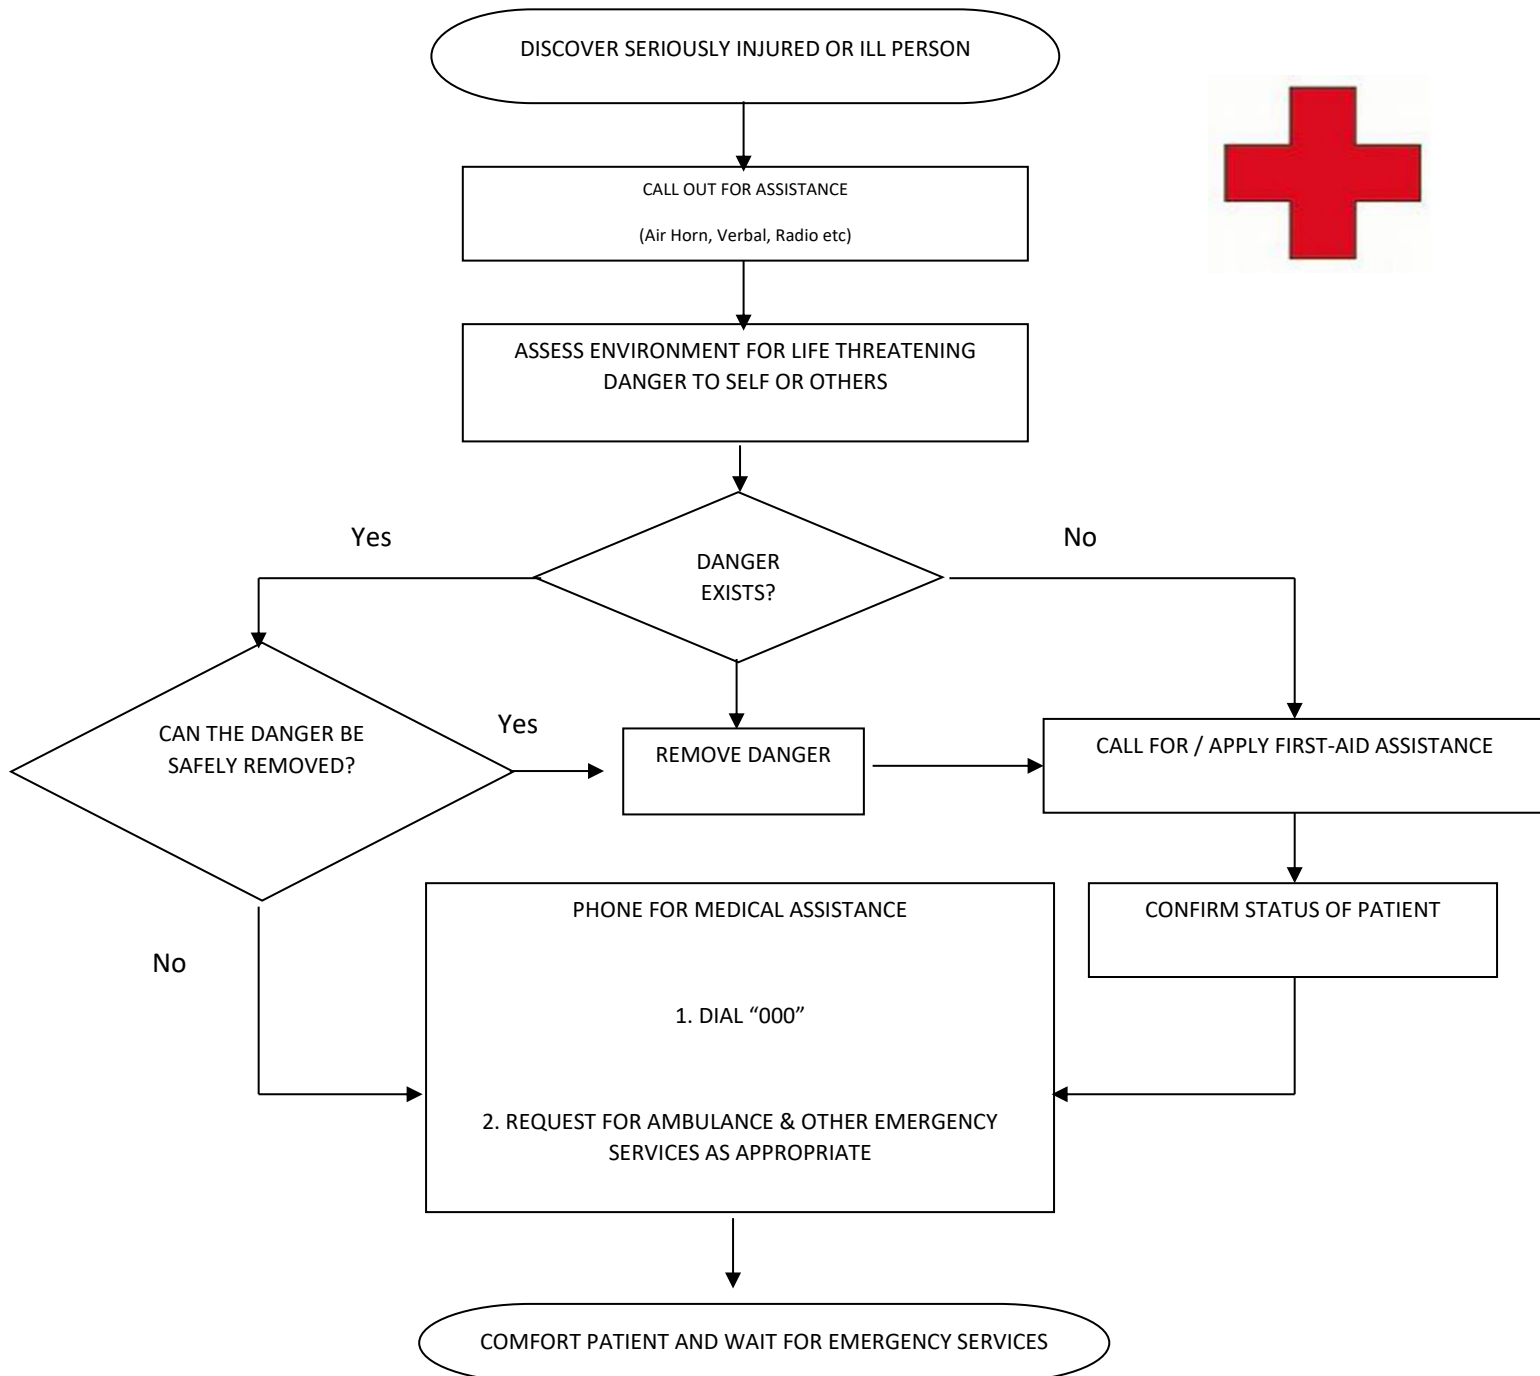 DISCOVER SERIOUSLY INJURED OR ILL PERSON
CALL OUT FOR ASSISTANCE
(Air Horn, Verbal, Radio etc)
ASSESS ENVIRONMENT FOR LIFE THREATENING
DANGER TO SELF OR OTHERS
Yes
No
DANGER
EXISTS?
CAN THE DANGER BE
SAFELY REMOVED?
Yes
REMOVE DANGER
CALL FOR / APPLY FIRST-AID ASSISTANCE
No
PHONE FOR MEDICAL ASSISTANCE
1. DIAL “000”
2. REQUEST FOR AMBULANCE & OTHER EMERGENCY
SERVICES AS APPROPRIATE
CONFIRM STATUS OF PATIENT
COMFORT PATIENT AND WAIT FOR EMERGENCY SERVICES